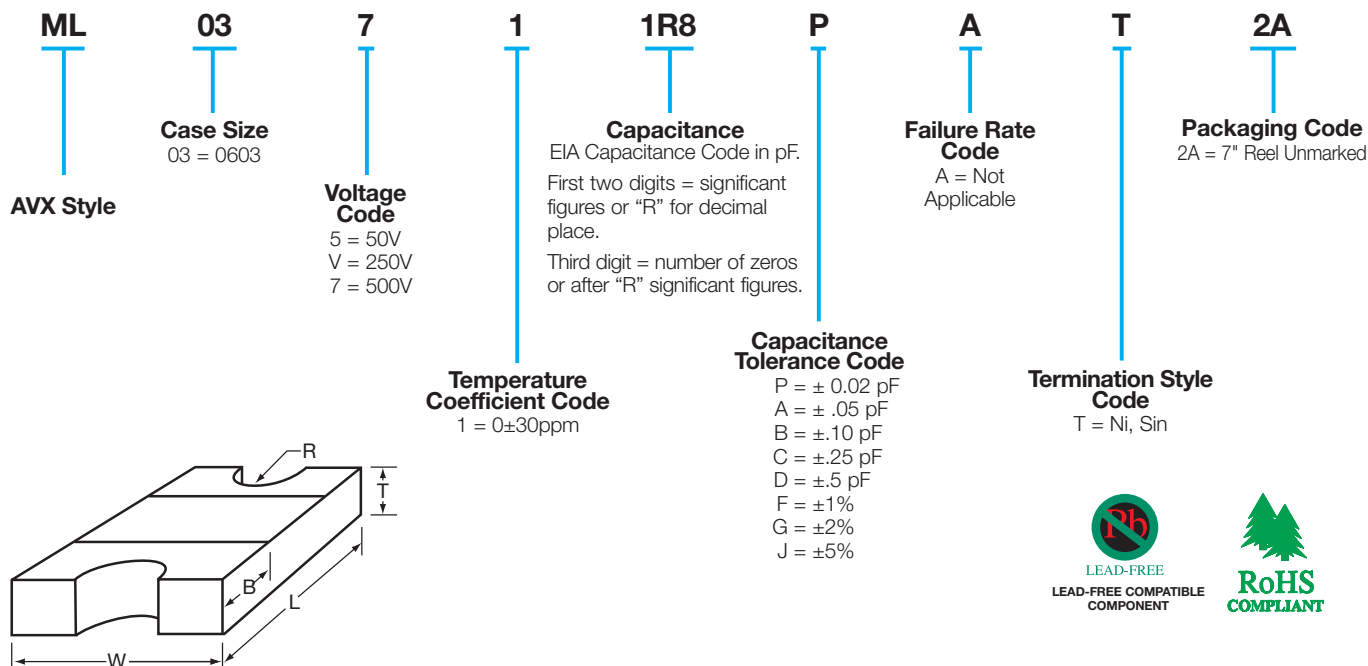 ML 03 7 1 1R8 P A T 2A
AVX Style
Case Size
03 = 0603
Voltage
Code
5 = 50V
V = 250V
7 = 500V
Temperature
Coefficient Code
1 = 0±30ppm
Capacitance
EIA Capacitance Code in pF.
First two digits = significant
figures or “R” for decimal
place.
Third digit = number of zeros
or after “R” significant figures.
Capacitance
Tolerance Code
P = ± 0.02 pF
A = ± .05 pF
B = ±.10 pF
C = ±.25 pF
D = ±.5 pF
F = ±1%
G = ±2%
J = ±5%
Failure Rate
Code
A = Not
Applicable
Termination Style
Code
T = Ni, Sin
Packaging Code
2A = 7" Reel Unmarked
R
T
B
L
W
Pb
LEAD-FREE
LEAD-FREE COMPATIBLE
COMPONENT
RoHS
COMPLIANT